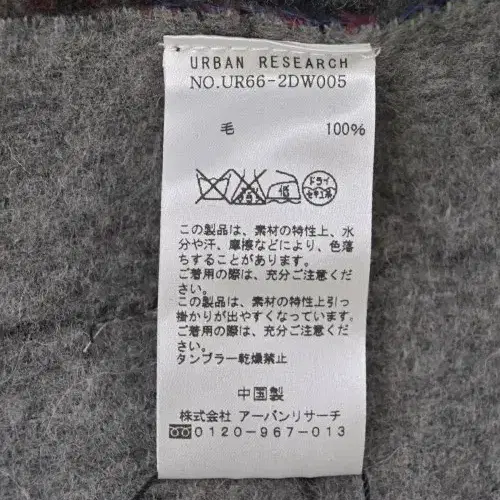 URBAN RESEARCH
NO.UR66-2DW005
毛 100%
ドライ
セキユ系
この製品は、素材の特性上、水
分や汗、摩擦などにより、色落
ちすることがあります。
ご着用の際は、充分ご注意くだ
さい。
この製品は、素材の特性上引っ
掛かりが出やすくなっています。
ご着用の際は、充分ご注意くだ
さい。
タンブラー乾燥禁止
中国製
株式会社 アーバンリサーチ
0120-967-013